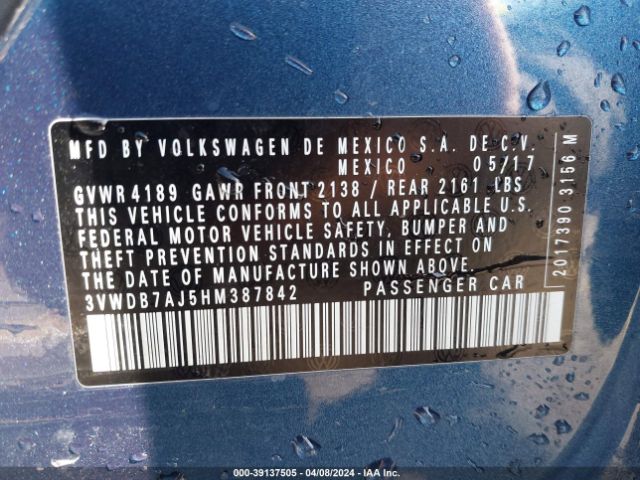 MFD BY VOLKSWAGEN DE MEXICO S.A. DE C.V.
MEXICO 05/17
GVWR 4189 GAWR FRONT 2138 / REAR 2161 LBS
THIS VEHICLE CONFORMS TO ALL APPLICABLE U.S.
FEDERAL MOTOR VEHICLE SAFETY, BUMPER AND
THEFT PREVENTION STANDARDS IN EFFECT ON
THE DATE OF MANUFACTURE SHOWN ABOVE.
3VWDB7AJ5HM387842 PASSENGER CAR
2017390 3156 M
000-39137505 - 04/08/2024 - IAAI.COM